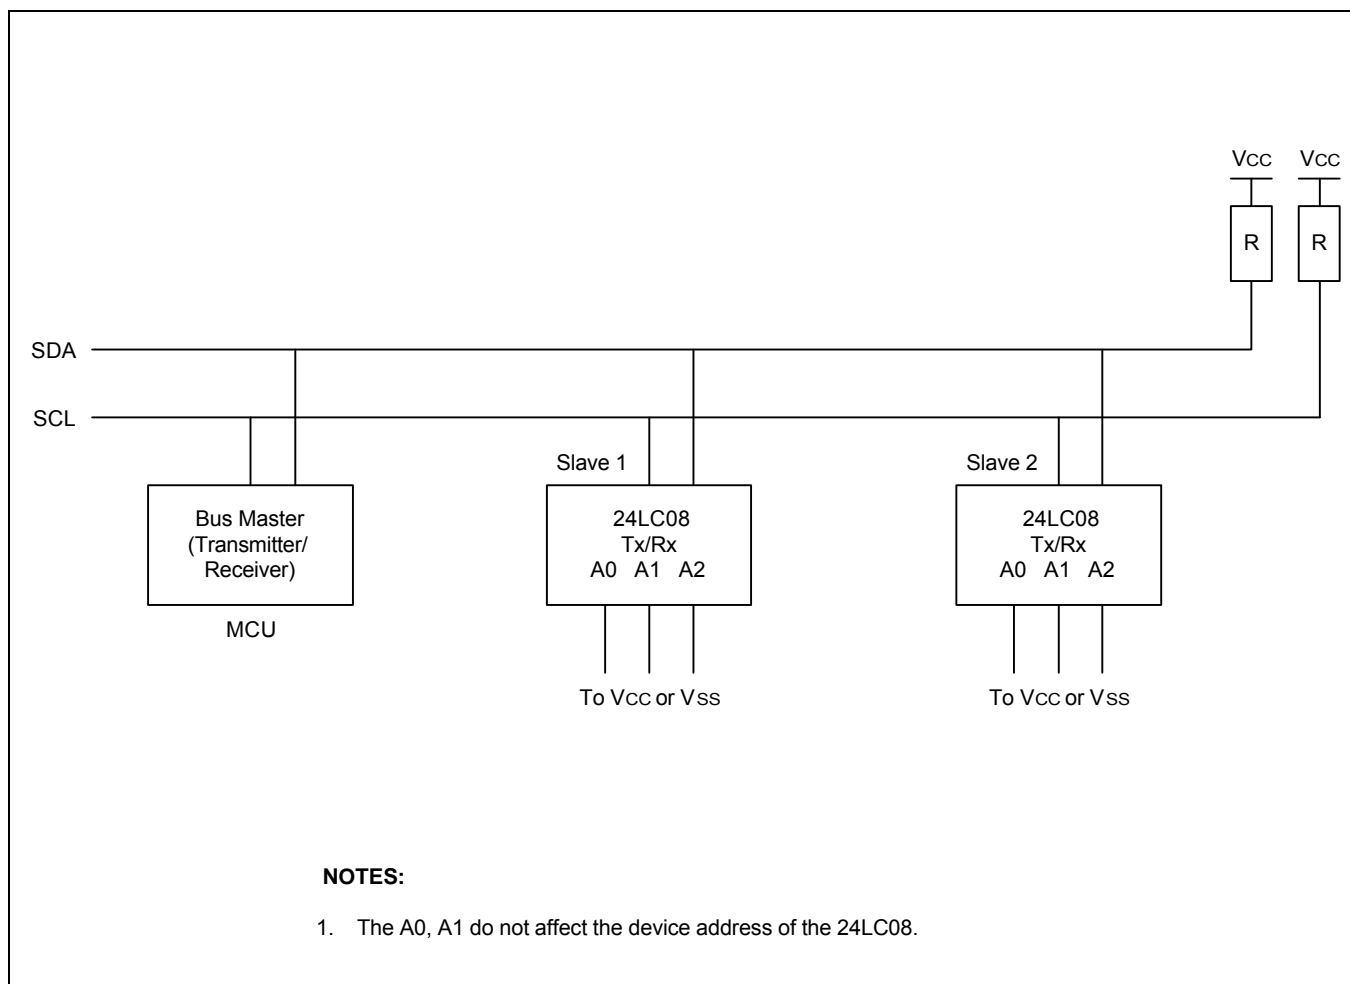 Vcc Vcc
R R
SDA
SCL
Slave 1 Slave 2
Bus Master
(Transmitter/
Receiver)
MCU
24LC08
Tx/Rx
A0 A1 A2
To Vcc or Vss
24LC08
Tx/Rx
A0 A1 A2
To Vcc or Vss
NOTES:
1. The A0, A1 do not affect the device address of the 24LC08.